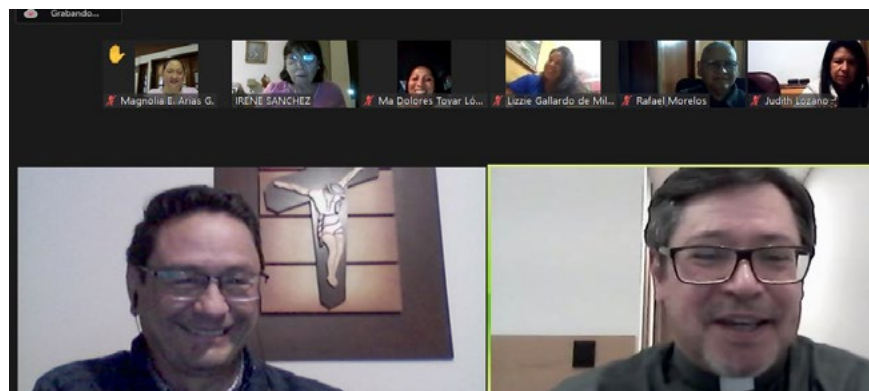 Grabando...
Magnolia E. Arias G.
IRENE SANCHEZ
Ma Dolores Tovar Ló...
Lizzie Gallardo de Mil...
Rafael Morelos
Judith Lozano